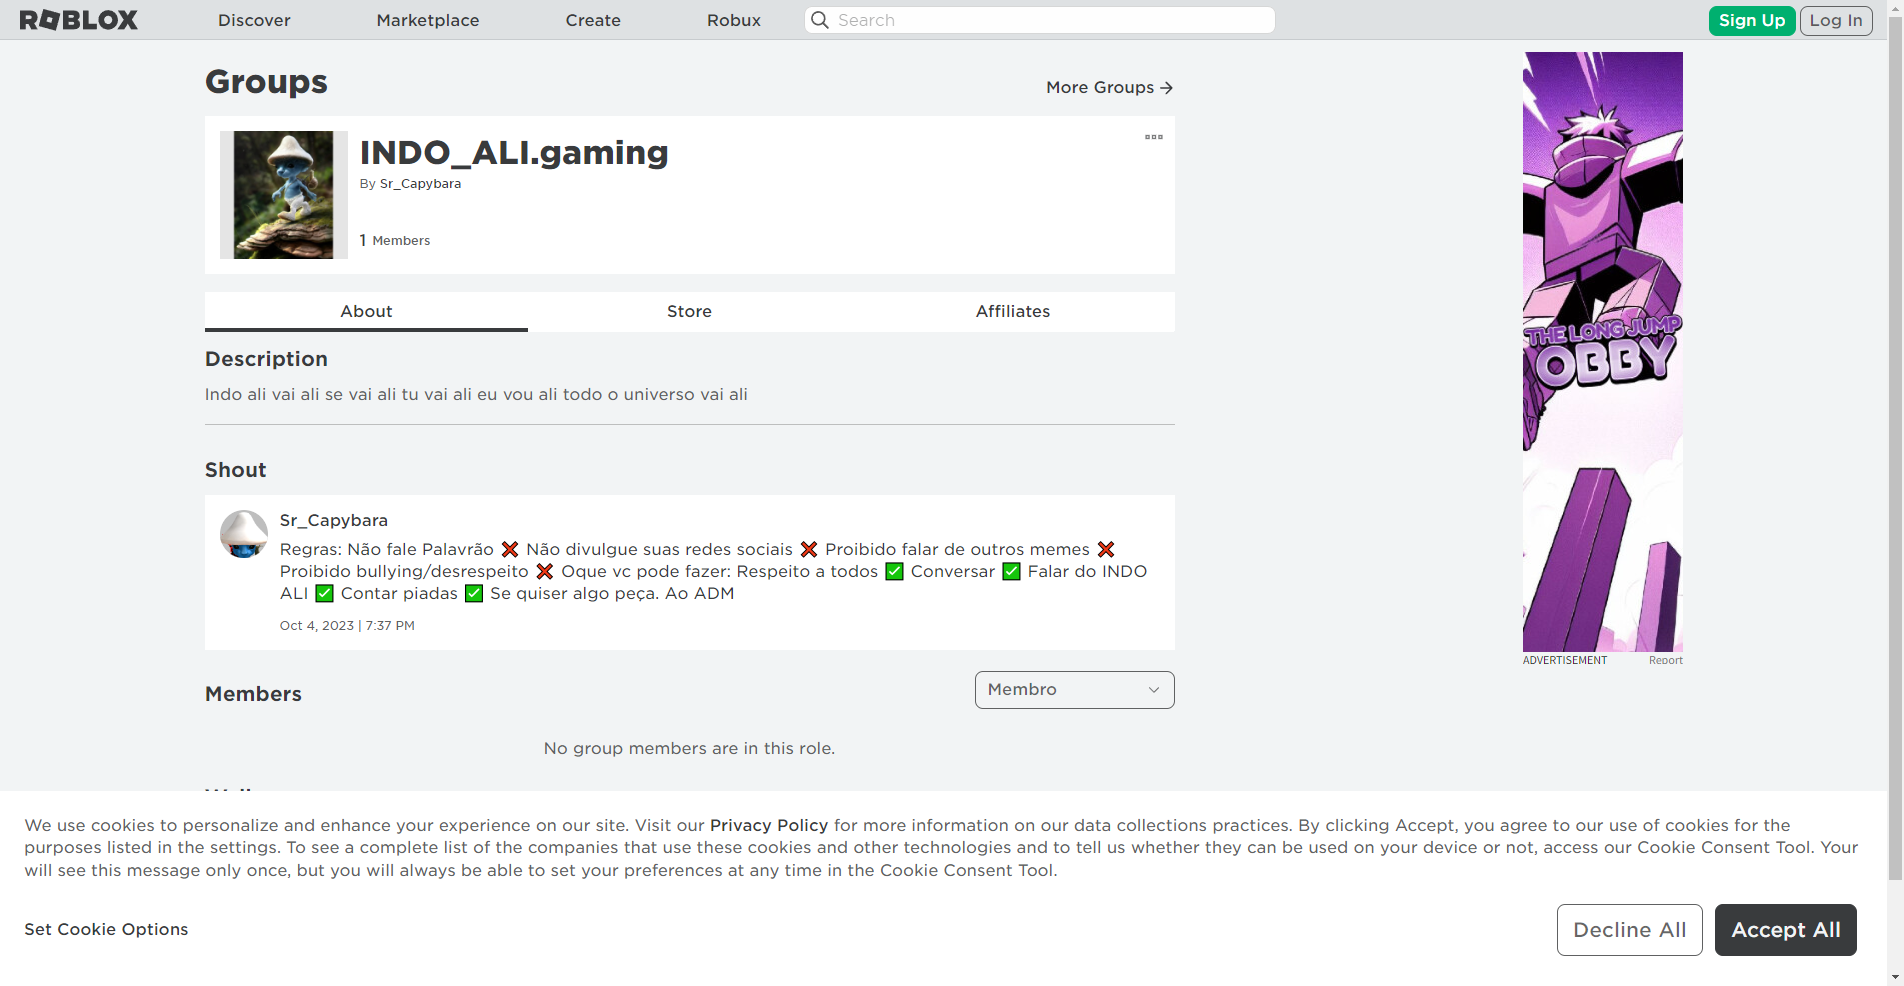 ROBLOX Discover Marketplace Create Robux Search Sign Up Log In
Groups
More Groups →
INDO_ALI.gaming
By Sr_Capybara
1 Members
About Store Affiliates
Description
Indo ali vai ali se vai ali tu vai ali eu vou ali todo o universo vai ali
Shout
Sr_Capybara
Regras: Não fale Palavrão ❌ Não divulgue suas redes sociais ❌ Proibido falar de outros memes ❌
Proibido bullying/desrespeito ❌ Oque vc pode fazer: Respeito a todos ✅ Conversar ✅ Falar do INDO
ALI ✅ Contar piadas ✅ Se quiser algo peça. Ao ADM
Oct 4, 2023 | 7:37 PM
Members
Membro
No group members are in this role.
THE LONG JUMP
OBBY
ADVERTISEMENT Report
We use cookies to personalize and enhance your experience on our site. Visit our Privacy Policy for more information on our data collections practices. By clicking Accept, you agree to our use of cookies for the
purposes listed in the settings. To see a complete list of the companies that use these cookies and other technologies and to tell us whether they can be used on your device or not, access our Cookie Consent Tool. Your
will see this message only once, but you will always be able to set your preferences at any time in the Cookie Consent Tool.
Set Cookie Options
Decline All
Accept All